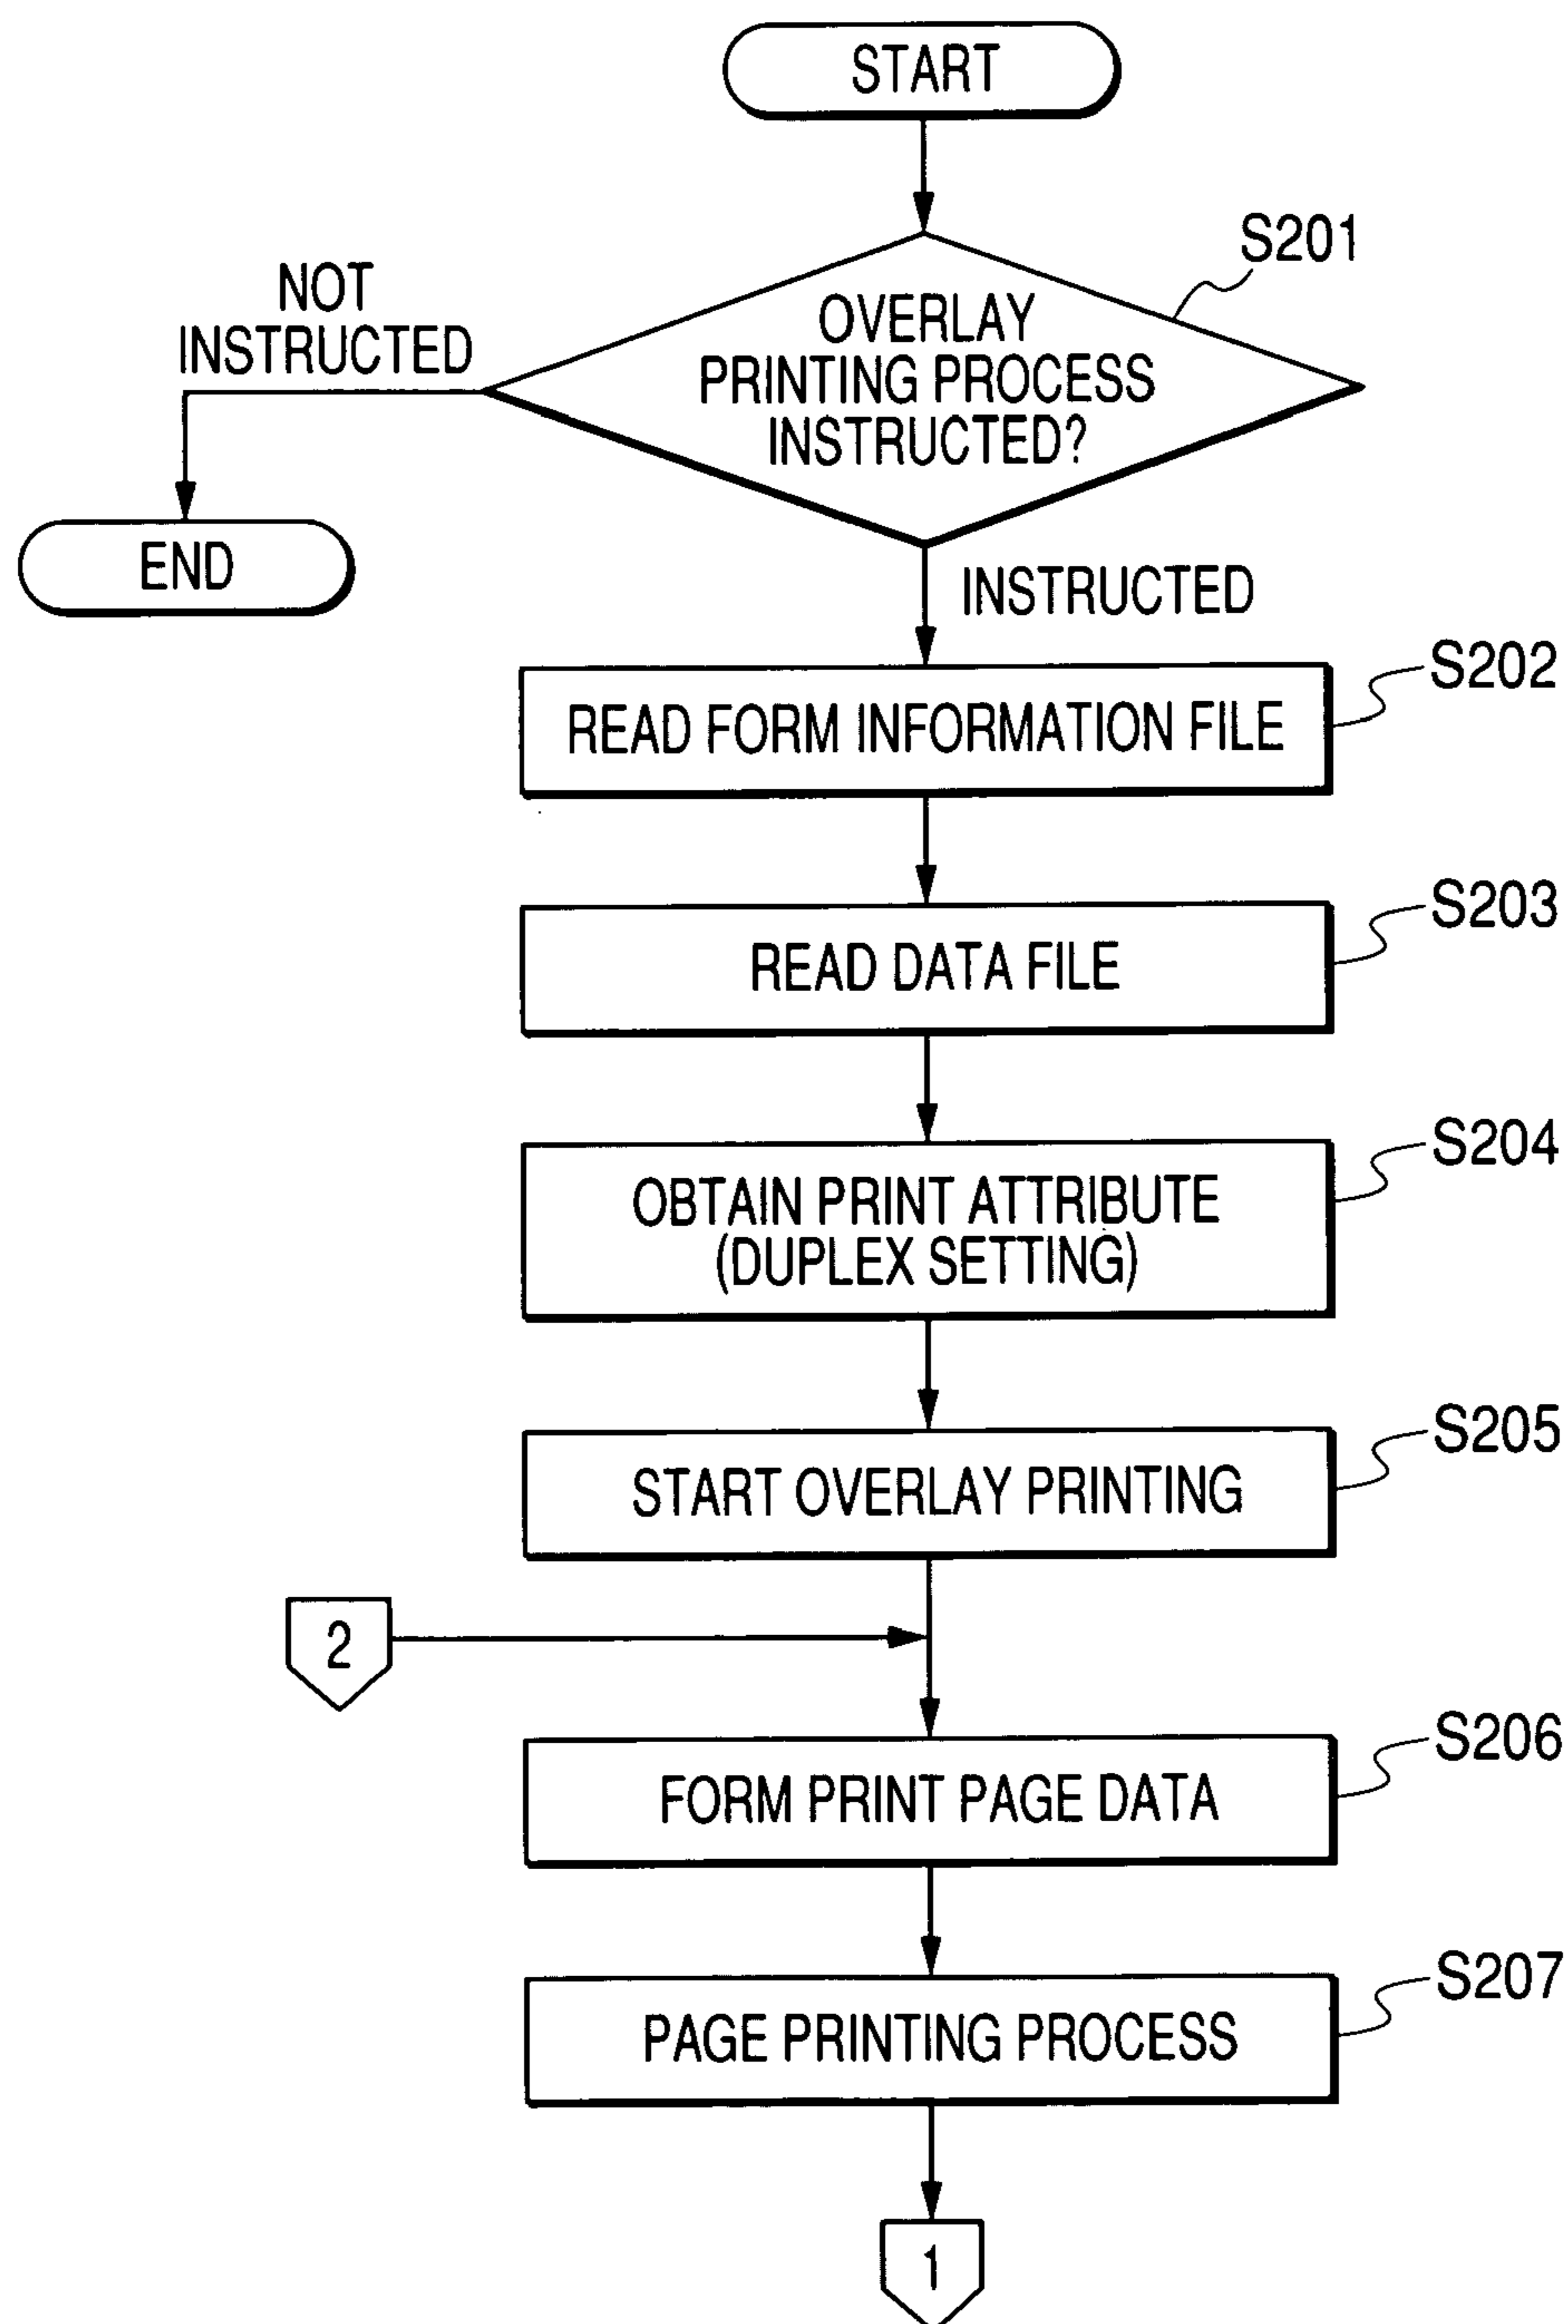 START
S201
NOT
INSTRUCTED
OVERLAY
PRINTING PROCESS
INSTRUCTED?
END
INSTRUCTED
S202
READ FORM INFORMATION FILE
S203
READ DATA FILE
S204
OBTAIN PRINT ATTRIBUTE
(DUPLEX SETTING)
S205
START OVERLAY PRINTING
2
S206
FORM PRINT PAGE DATA
S207
PAGE PRINTING PROCESS
1